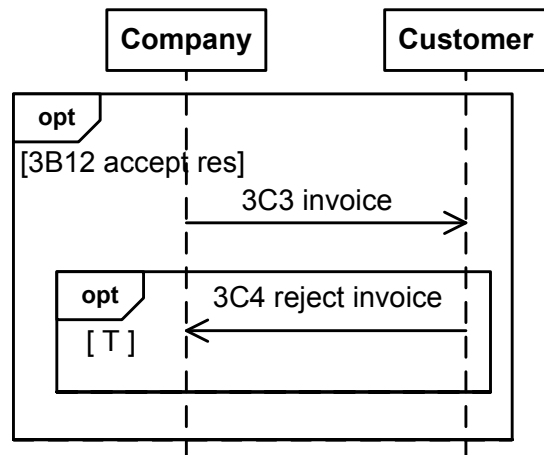 Company
Customer
opt
[3B12 accept res]
3C3 invoice
opt
3C4 reject invoice
[ T ]